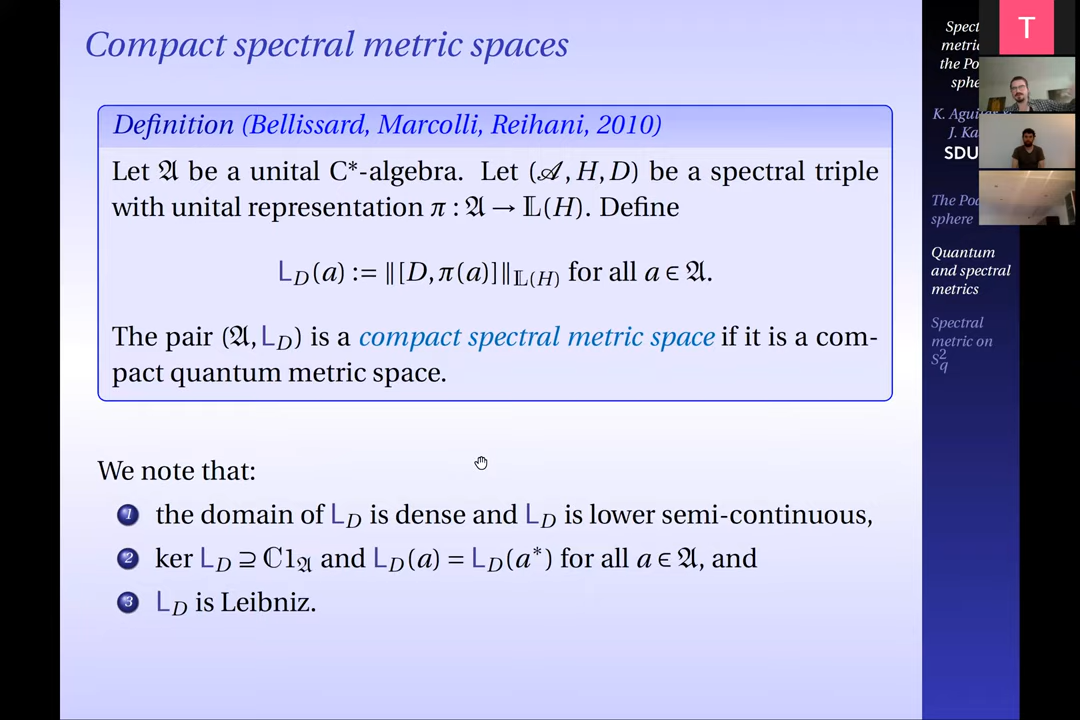 Compact spectral metric spaces
Definition (Bellissard, Marcolli, Reihani, 2010)
Let 𝔄 be a unital C*-algebra. Let (𝒜, H, D) be a spectral triple
with unital representation π : 𝔄 → 𝕃(H). Define
L_D(a) := ‖[D, π(a)]‖_{𝕃(H)} for all a ∈ 𝔄.
The pair (𝔄, L_D) is a compact spectral metric space if it is a com-
pact quantum metric space.
We note that:
1 the domain of L_D is dense and L_D is lower semi-continuous,
2 ker L_D ⊇ ℂ1_𝔄 and L_D(a) = L_D(a*) for all a ∈ 𝔄, and
3 L_D is Leibniz.
T
the
K.
J.
SDU
The
sphere
Quantum
and spectral
metrics
Spectral
metric on
S²_q